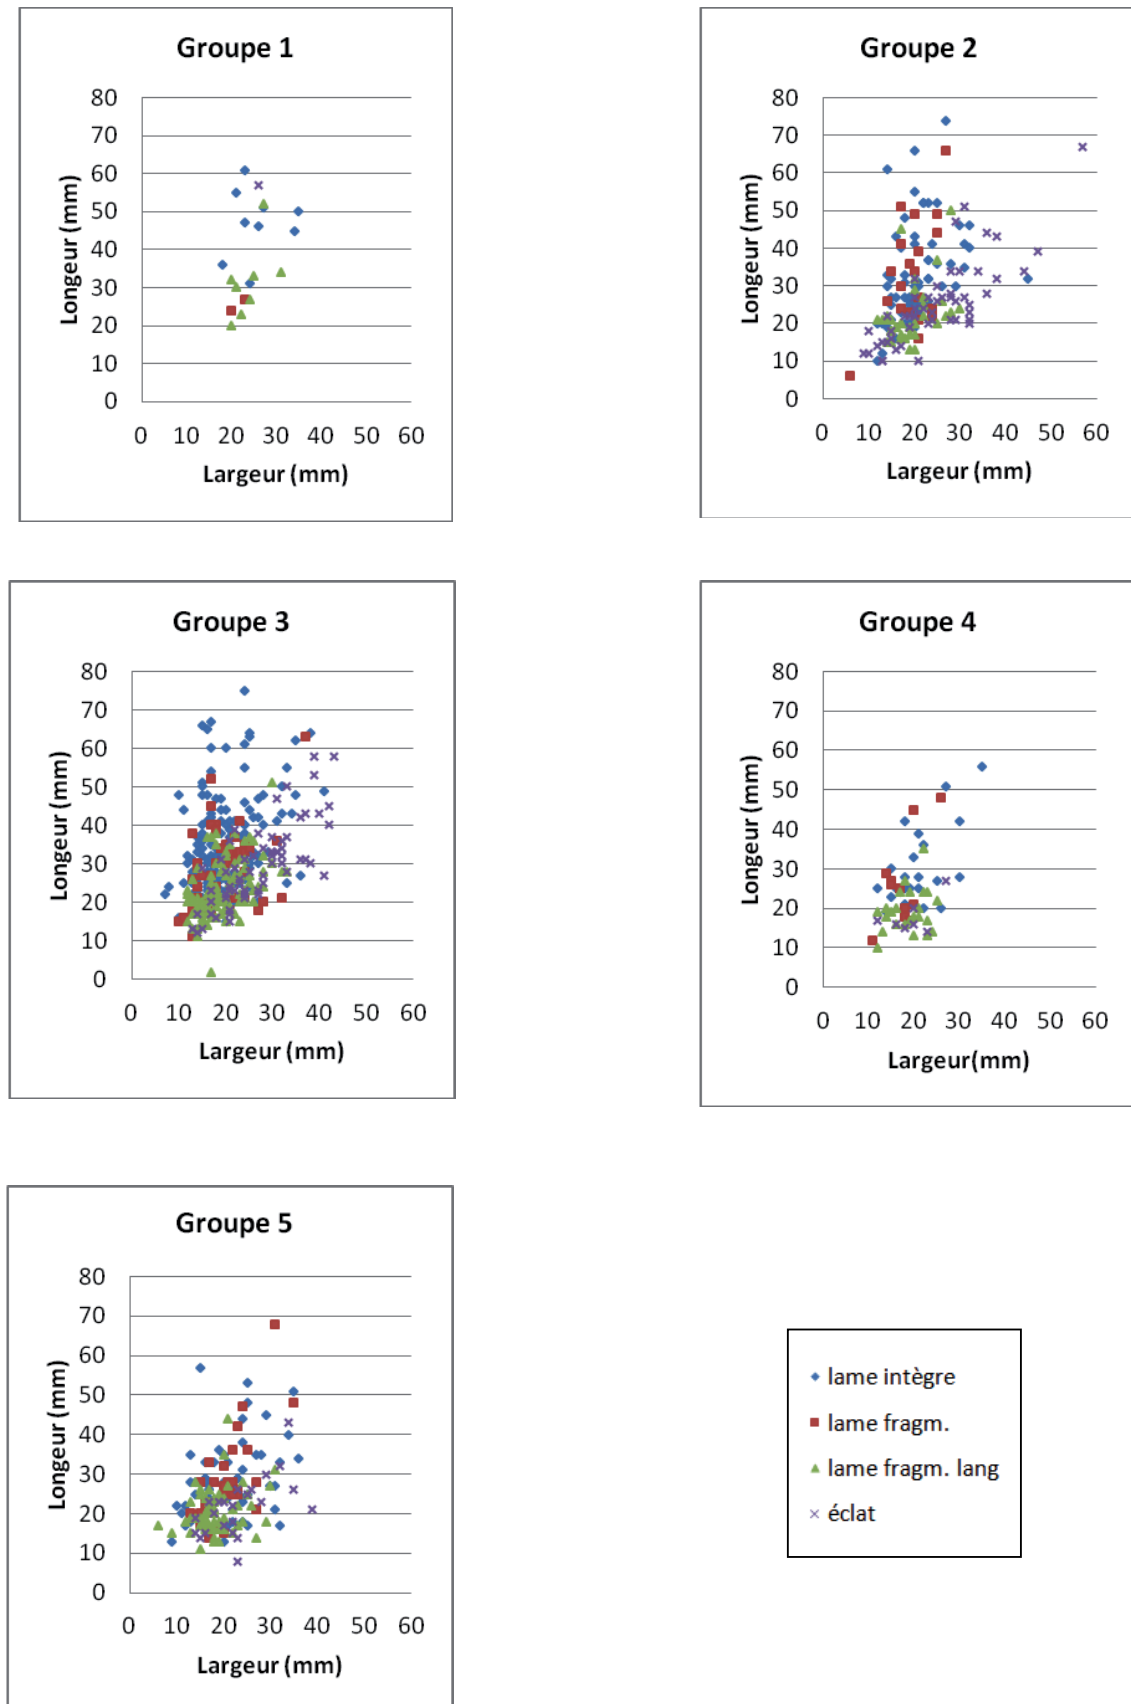 Groupe 1
80
70
60
50
40
30
20
10
0
Longeur (mm)
0 10 20 30 40 50 60
Largeur (mm)
Groupe 2
80
70
60
50
40
30
20
10
0
Longeur (mm)
0 10 20 30 40 50 60
Largeur (mm)
Groupe 3
80
70
60
50
40
30
20
10
0
Longeur (mm)
0 10 20 30 40 50 60
Largeur (mm)
Groupe 4
80
70
60
50
40
30
20
10
0
Longeur (mm)
0 10 20 30 40 50 60
Largeur(mm)
Groupe 5
80
70
60
50
40
30
20
10
0
Longeur (mm)
0 10 20 30 40 50 60
Largeur (mm)
lame intègre
lame fragm.
lame fragm. lang
éclat